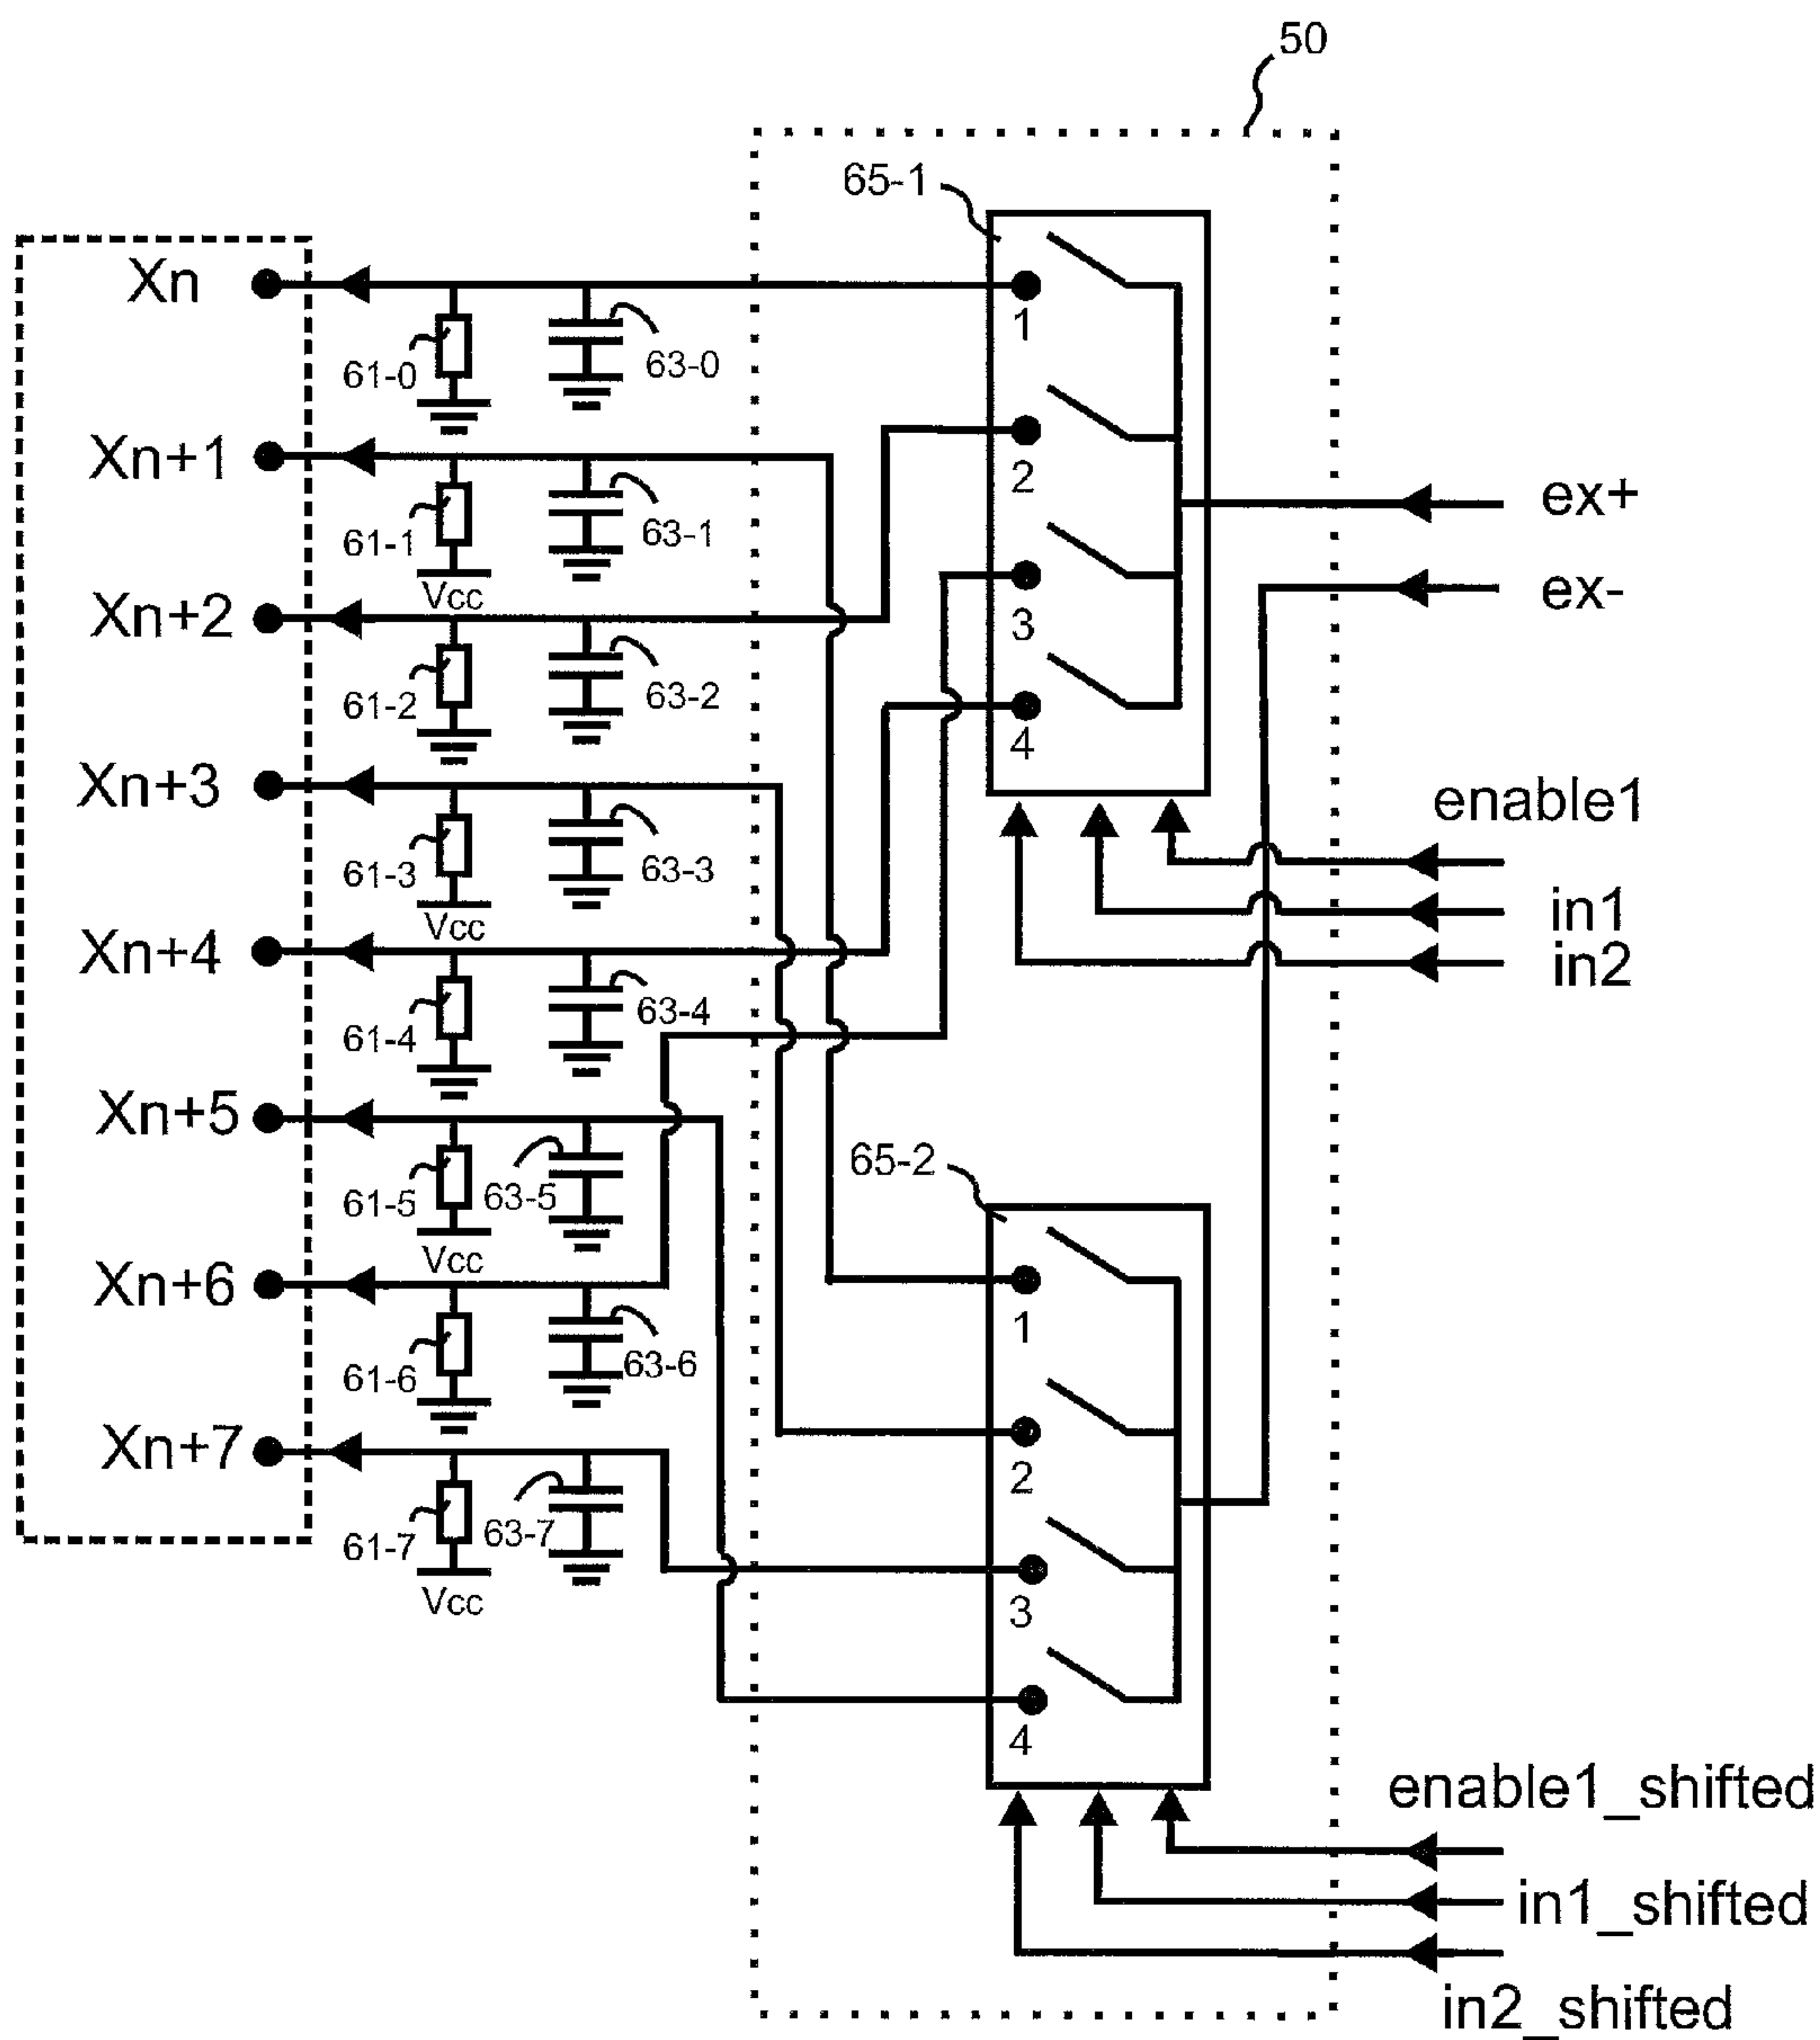 50
65-1
Xn
1
61-0
63-0
Xn+1
2
ex+
61-1
63-1
Vcc
ex-
Xn+2
3
61-2
63-2
4
Xn+3
enable1
61-3
63-3
Vcc
in1
Xn+4
in2
61-4
63-4
Xn+5
65-2
61-5
63-5
Vcc
Xn+6
1
61-6
63-6
Xn+7
2
61-7
63-7
Vcc
3
4
enable1_shifted
in1_shifted
in2_shifted